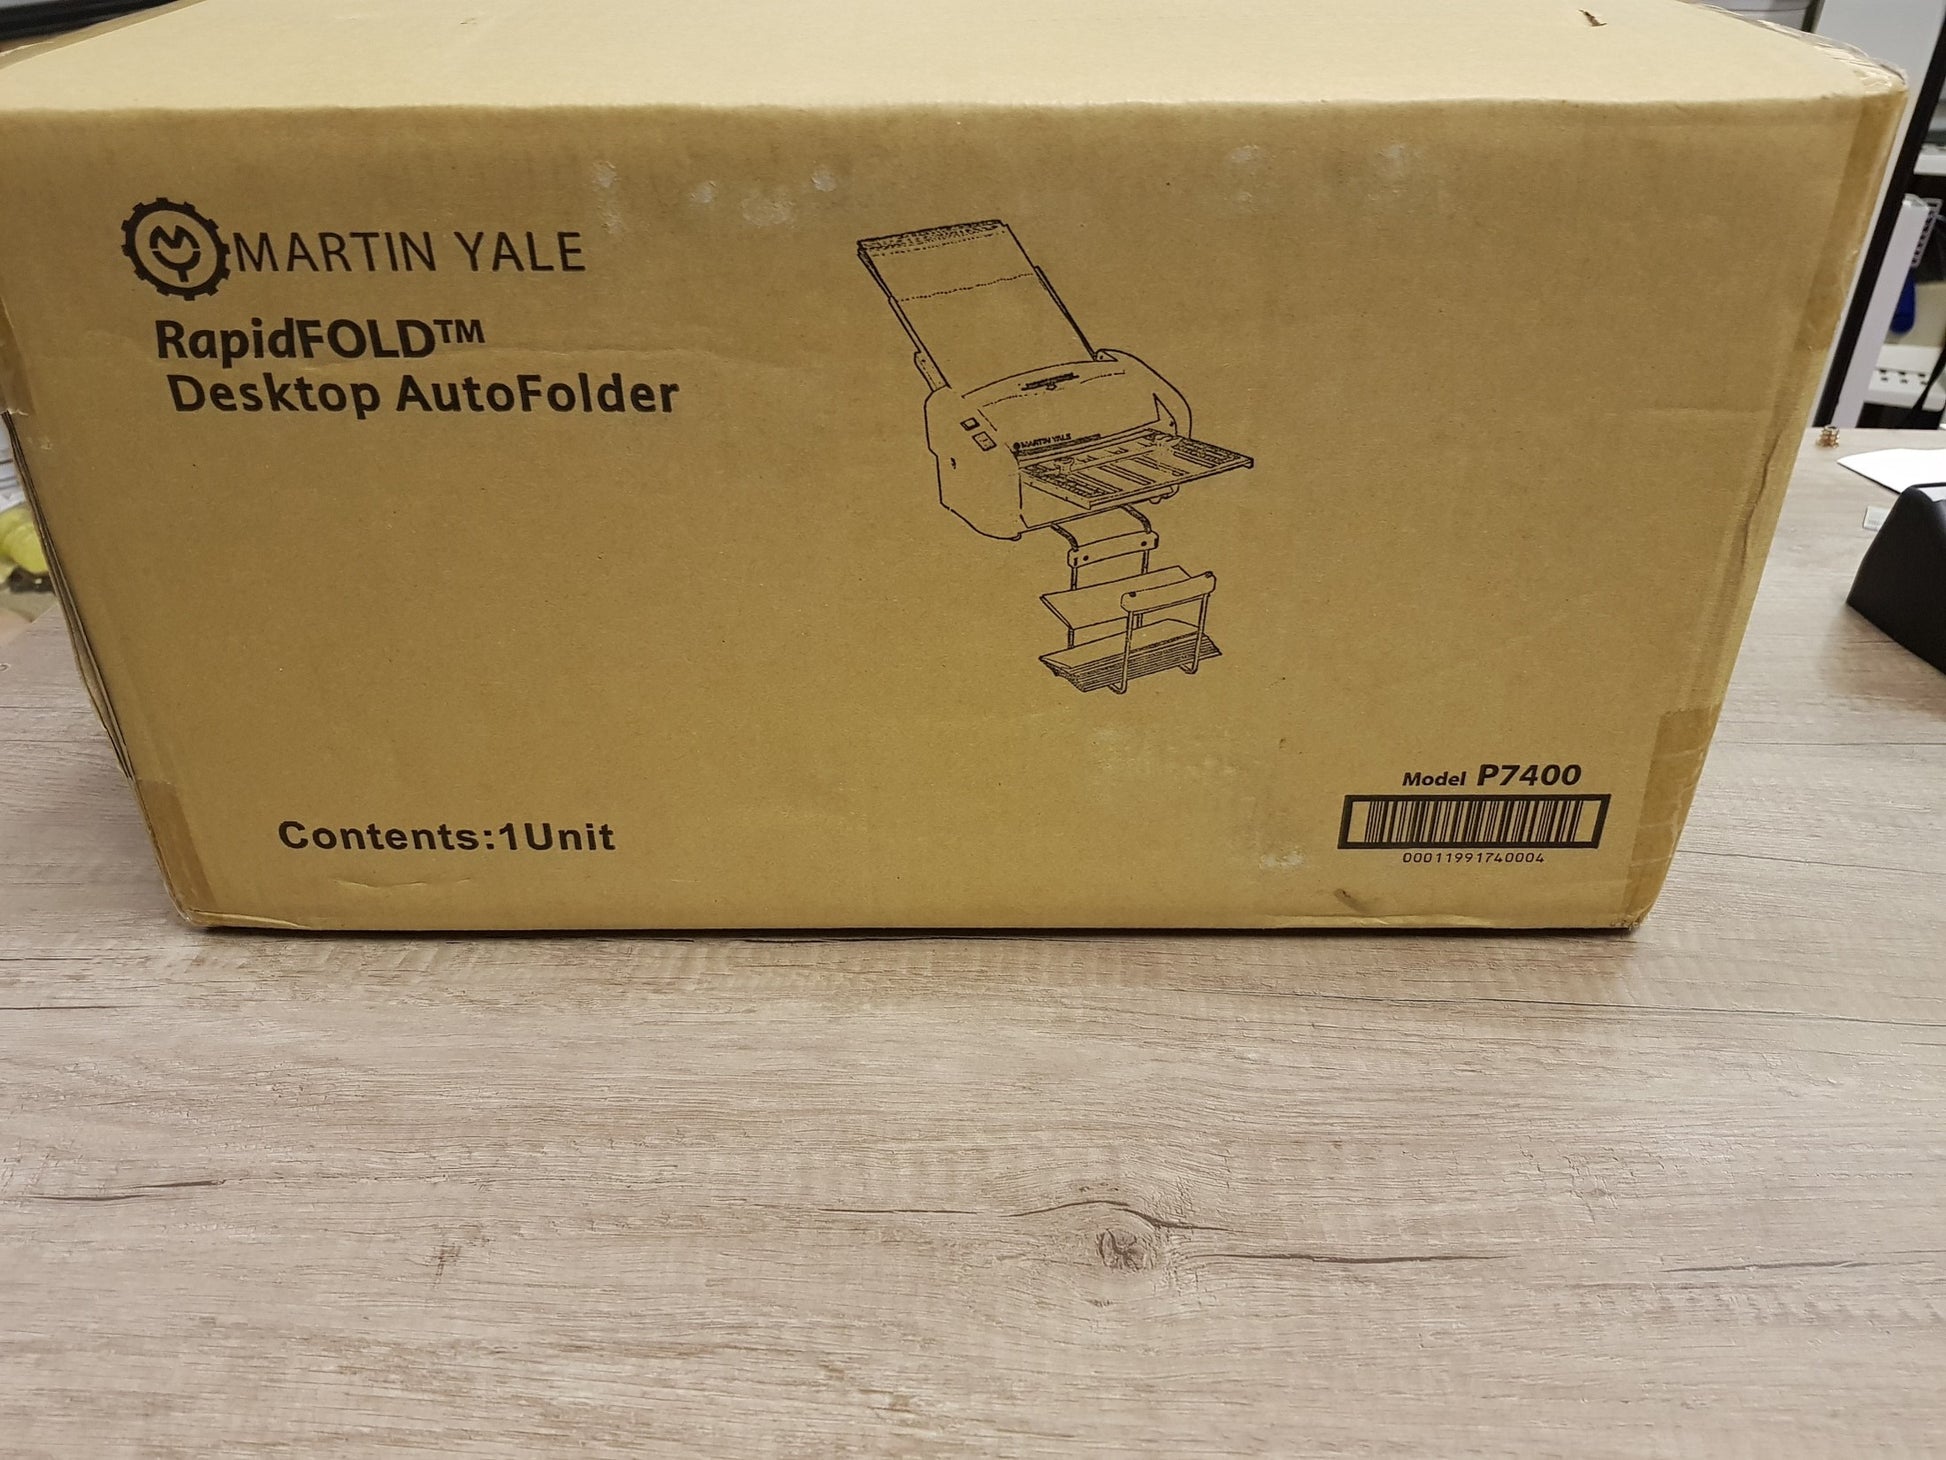 MARTIN YALE
RapidFOLD™
Desktop AutoFolder
MARTIN YALE
Model P7400
00011991740004
Contents:1Unit